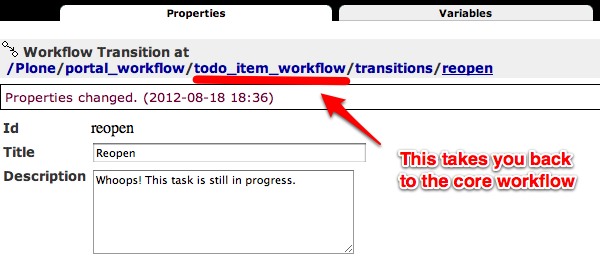 Properties
Variables
Workflow Transition at
/Plone/portal_workflow/todo_item_workflow/transitions/reopen
Properties changed. (2012-08-18 18:36)
Id reopen
Title Reopen
Description Whoops! This task is still in progress.
This takes you back
to the core workflow